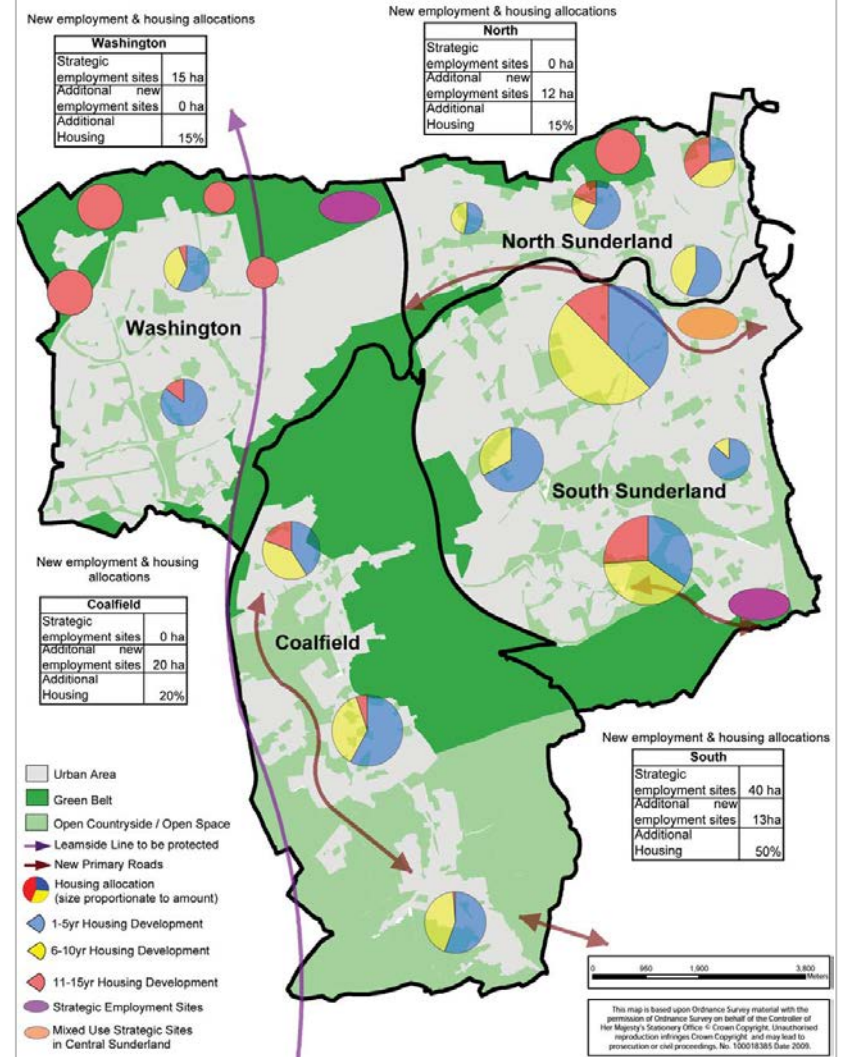 New employment & housing allocations
Washington
Strategic
employment sites 15 ha
Additonal new
employment sites 0 ha
Additional
Housing 15%
New employment & housing allocations
North
Strategic
employment sites 0 ha
Additonal new
employment sites 12 ha
Additional
Housing 15%
North Sunderland
Washington
South Sunderland
Coalfield
New employment & housing
allocations
Coalfield
Strategic
employment sites 0 ha
Additonal new
employment sites 20 ha
Additional
Housing 20%
New employment & housing allocations
South
Strategic
employment sites 40 ha
Additonal new
employment sites 13ha
Additional
Housing 50%
Urban Area
Green Belt
Open Countryside / Open Space
Leamside Line to be protected
New Primary Roads
Housing allocation
(size proportionate to amount)
1-5yr Housing Development
6-10yr Housing Development
11-15yr Housing Development
Strategic Employment Sites
Mixed Use Strategic Sites
in Central Sunderland
0 950 1,900 3,800
Meters
This map is based upon Ordnance Survey material with the
permission of Ordnance Survey on behalf of the Controller of
Her Majesty's Stationery Office © Crown Copyright. Unauthorised
reproduction infringes Crown Copyright and may lead to
prosecution or civil proceedings. No. 100018385 Date 2009.